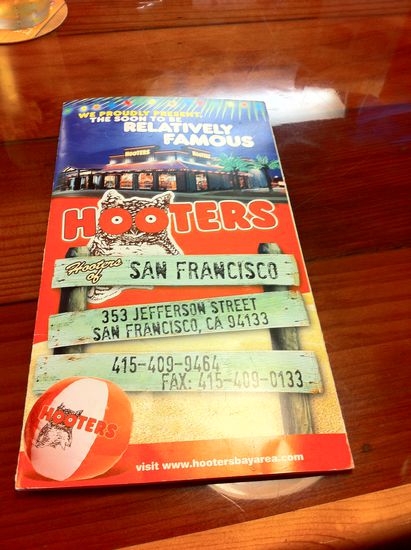 WE PROUDLY PRESENT,
THE SOON TO BE
RELATIVELY
FAMOUS
HOOTERS
HOOTERS
Hooters of
SAN FRANCISCO
353 JEFFERSON STREET
SAN FRANCISCO, CA 94133
415-409-9464
FAX: 415-409-0133
HOOTERS
visit www.hootersbayarea.com